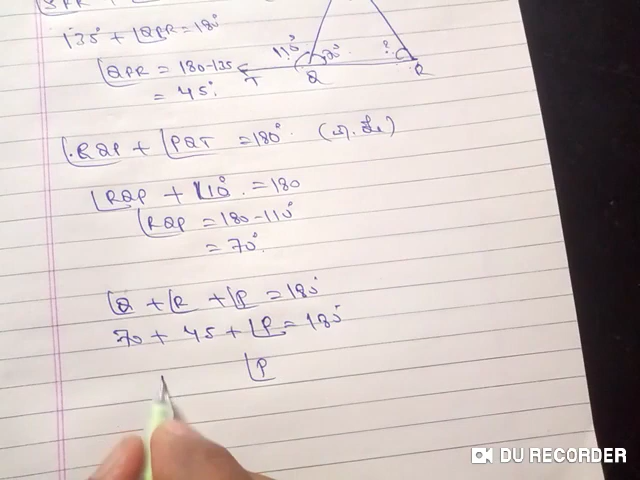 135° + ∠QPR = 180°
∠QPR = 180 - 135
= 45°
110° 70° ?
T Q R
∠RQP + ∠PQT = 180°
∠RQP + 110° = 180
∠RQP = 180 - 110°
= 70°
∠Q + ∠R + ∠P = 180°
70 + 45 + ∠P = 180°
∠P
DU RECORDER